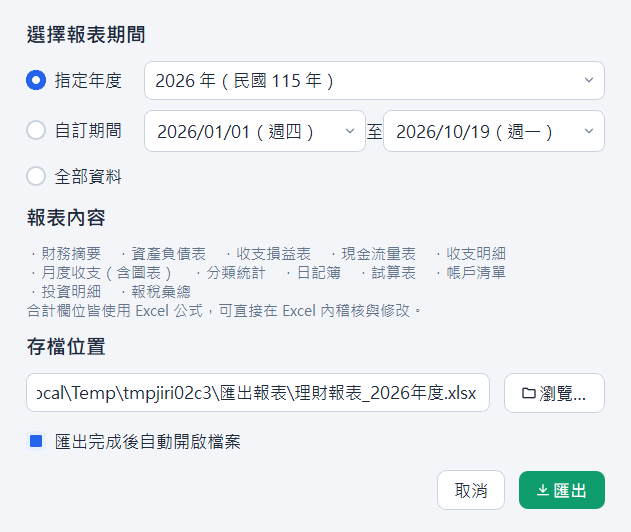 選擇報表期間
指定年度 2026 年（民國 115 年）
自訂期間 2026/01/01（週四） 至 2026/10/19（週一）
全部資料
報表內容
· 財務摘要 · 資產負債表 · 收支損益表 · 現金流量表 · 收支明細
· 月度收支（含圖表） · 分類統計 · 日記簿 · 試算表 · 帳戶清單
· 投資明細 · 報稅彙總
合計欄位皆使用 Excel 公式，可直接在 Excel 內稽核與修改。
存檔位置
ocal\Temp\tmpjiri02c3\匯出報表\理財報表_2026年度.xlsx 瀏覽...
匯出完成後自動開啟檔案
取消 匯出